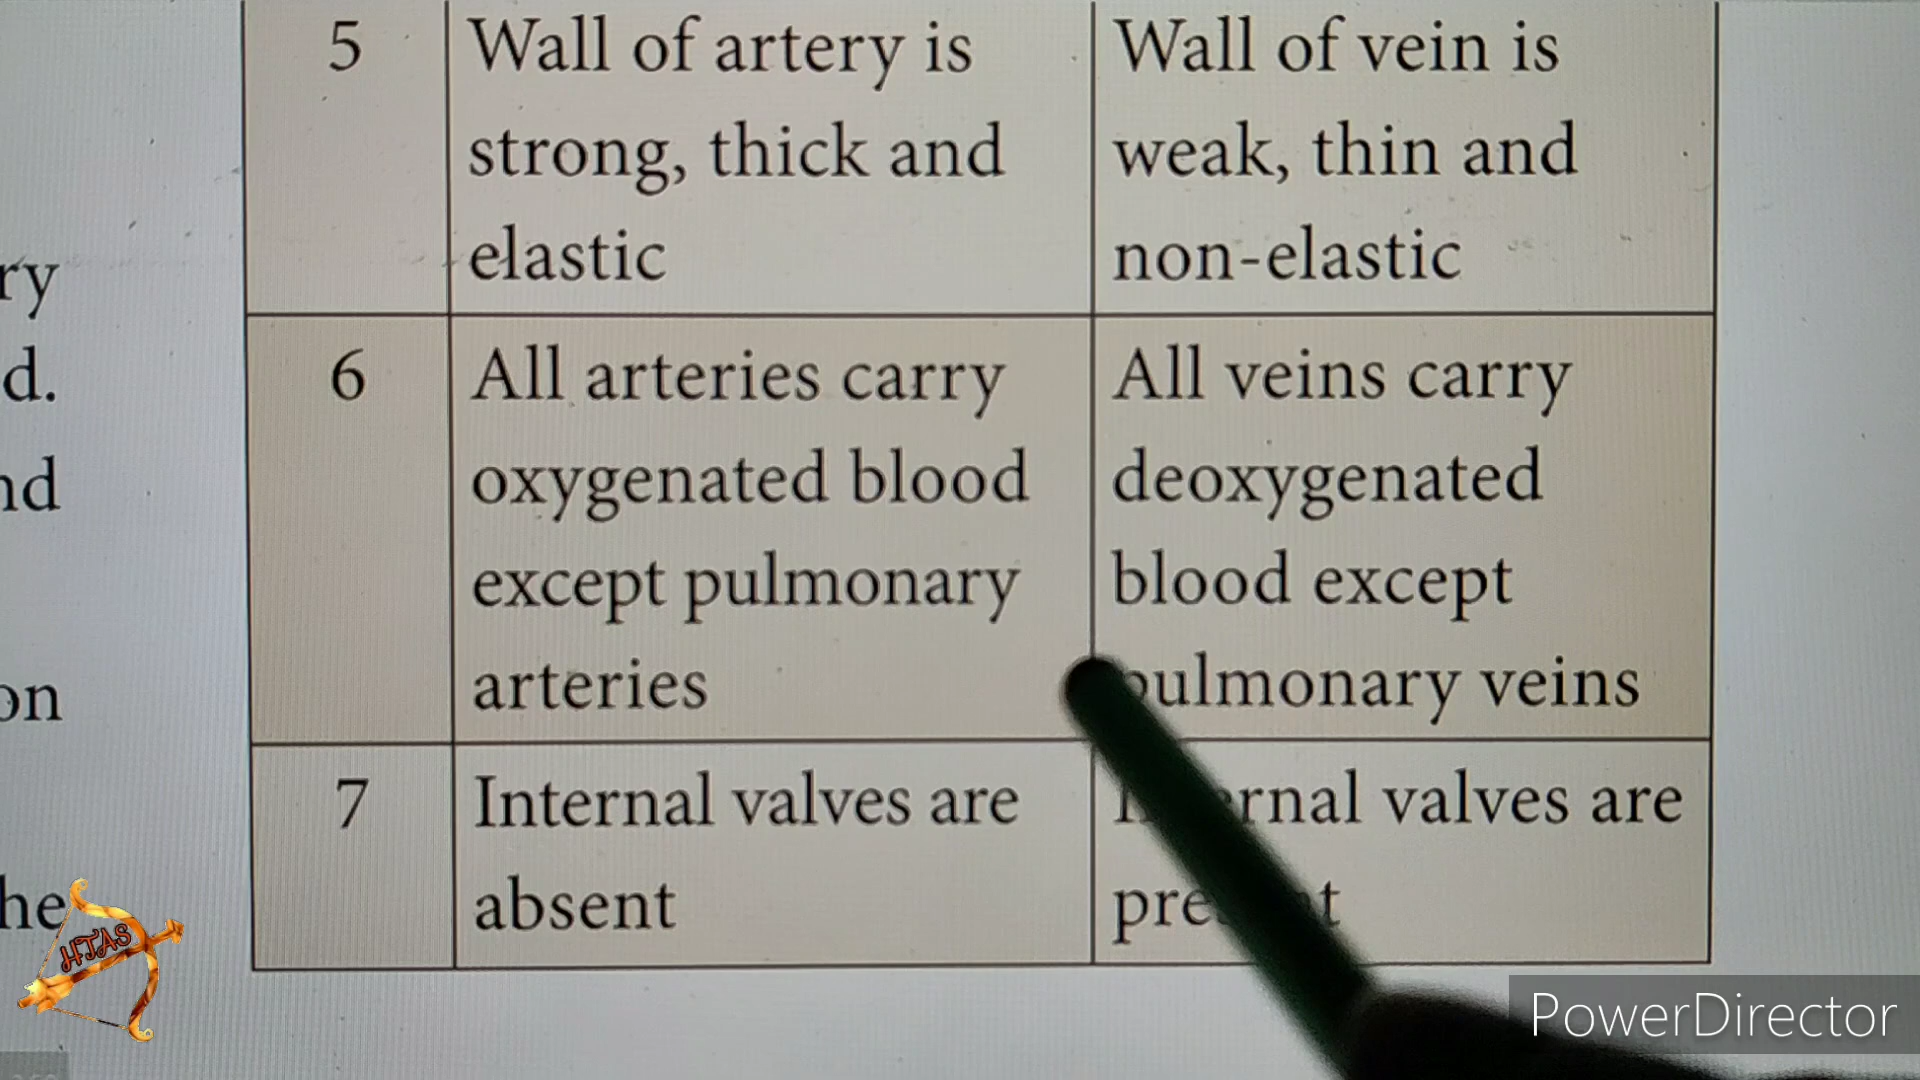 5 Wall of artery is Wall of vein is
strong, thick and weak, thin and
elastic non-elastic
6 All arteries carry All veins carry
oxygenated blood deoxygenated
except pulmonary blood except
arteries pulmonary veins
7 Internal valves are rnal valves are
absent
ry
d.
nd
on
he
HTAS
PowerDirector